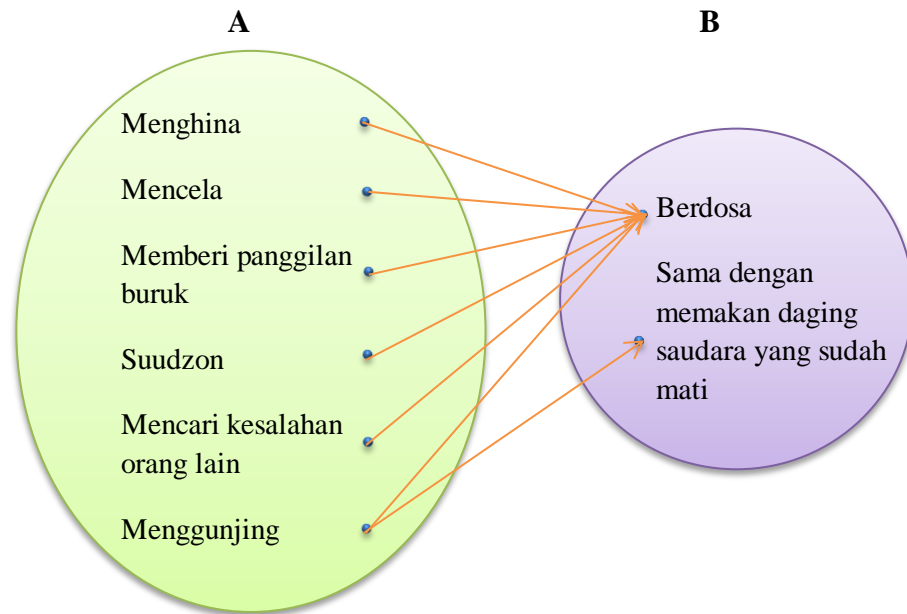 A
B
Menghina
Mencela
Memberi panggilan
buruk
Suudzon
Mencari kesalahan
orang lain
Menggunjing
Berdosa
Sama dengan
memakan daging
saudara yang sudah
mati